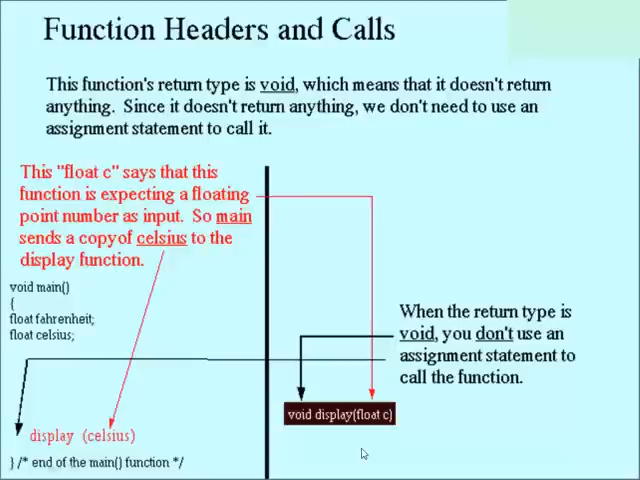 Function Headers and Calls
This function's return type is void, which means that it doesn't return
anything. Since it doesn't return anything, we don't need to use an
assignment statement to call it.
This "float c" says that this
function is expecting a floating
point number as input. So main
sends a copyof celsius to the
display function.
void main()
{
float fahrenheit;
float celsius;
When the return type is
void, you don't use an
assignment statement to
call the function.
void display(float c)
display (celsius)
} /* end of the main() function */